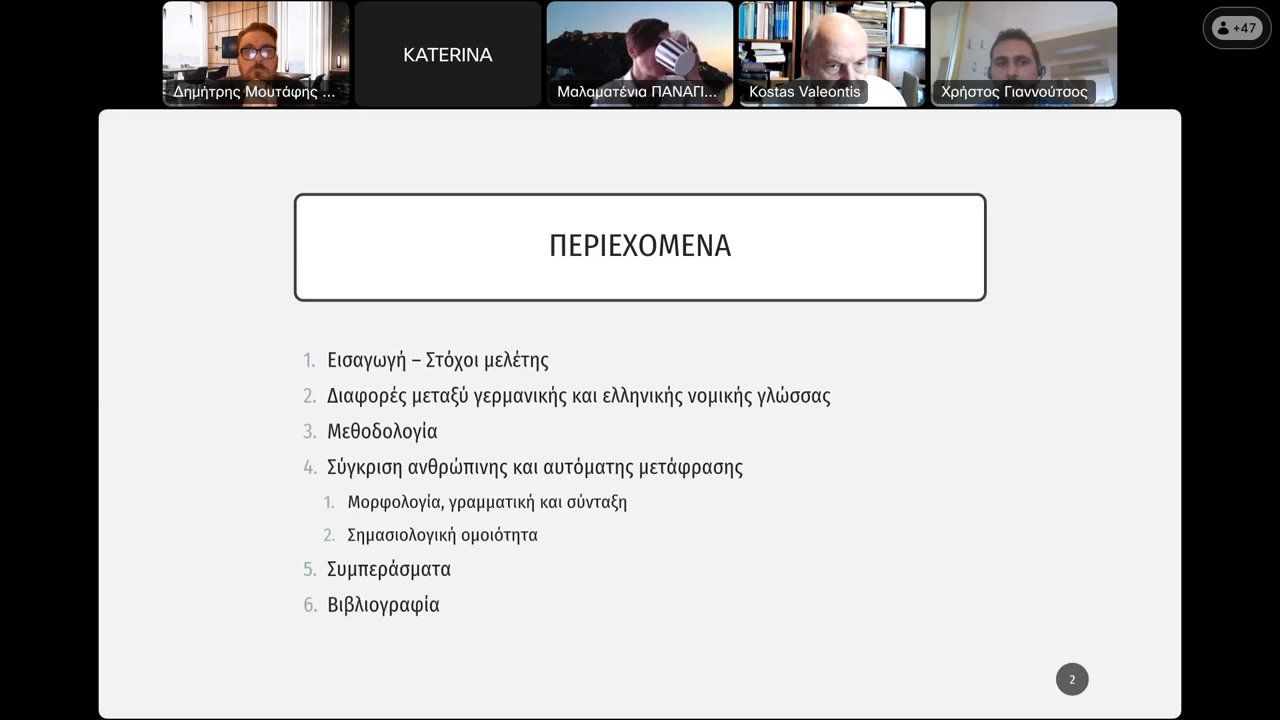 Δημήτρης Μουτάφης ...
KATERINA
Μαλαματένια ΠΑΝΑΓΙ...
Kostas Valeontis
Χρήστος Γιαννούτσος
+47
ΠΕΡΙΕΧΟΜΕΝΑ
1. Εισαγωγή – Στόχοι μελέτης
2. Διαφορές μεταξύ γερμανικής και ελληνικής νομικής γλώσσας
3. Μεθοδολογία
4. Σύγκριση ανθρώπινης και αυτόματης μετάφρασης
1. Μορφολογία, γραμματική και σύνταξη
2. Σημασιολογική ομοιότητα
5. Συμπεράσματα
6. Βιβλιογραφία
2